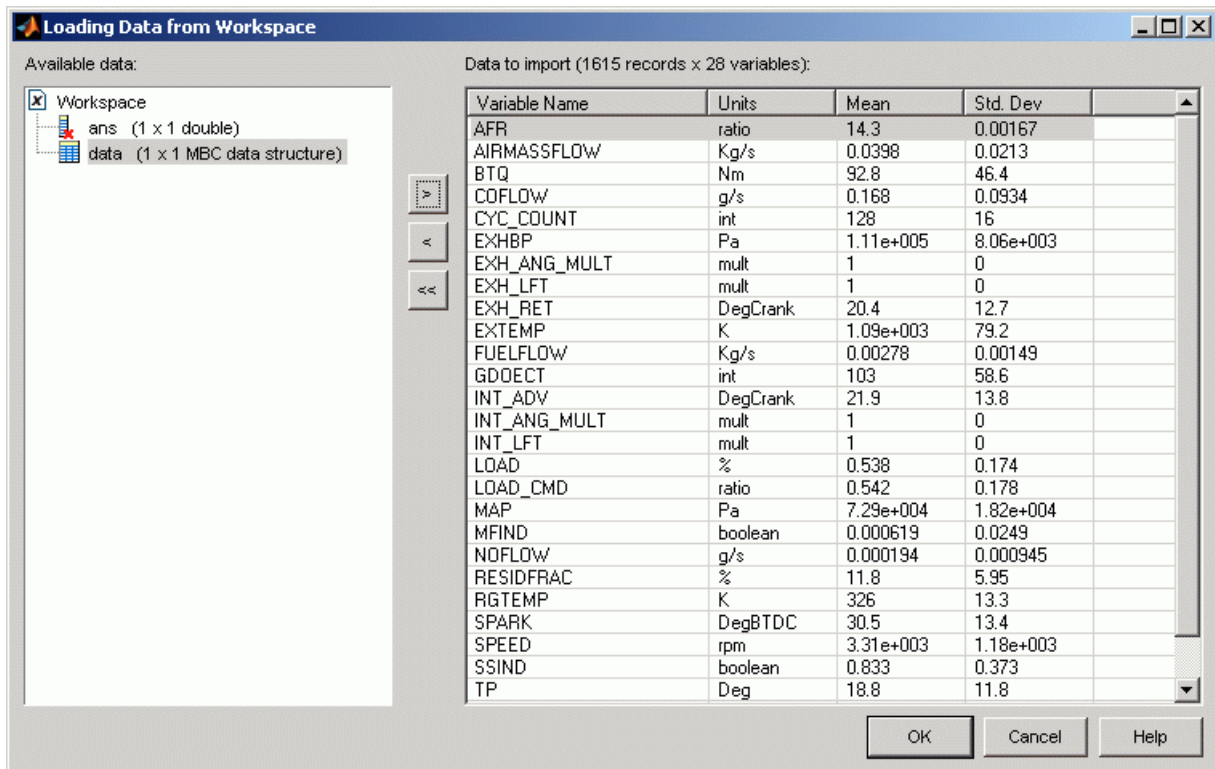 Loading Data from Workspace
Available data:
Workspace
ans (1 x 1 double)
data (1 x 1 MBC data structure)
>
<
<<
Data to import (1615 records x 28 variables):
Variable Name Units Mean Std. Dev
AFR ratio 14.3 0.00167
AIRMASSFLOW Kg/s 0.0398 0.0213
BTQ Nm 92.8 46.4
COFLOW g/s 0.168 0.0934
CYC_COUNT int 128 16
EXHBP Pa 1.11e+005 8.06e+003
EXH_ANG_MULT mult 1 0
EXH_LFT mult 1 0
EXH_RET DegCrank 20.4 12.7
EXTEMP K 1.09e+003 79.2
FUELFLOW Kg/s 0.00278 0.00149
GDOECT int 103 58.6
INT_ADV DegCrank 21.9 13.8
INT_ANG_MULT mult 1 0
INT_LFT mult 1 0
LOAD % 0.538 0.174
LOAD_CMD ratio 0.542 0.178
MAP Pa 7.29e+004 1.82e+004
MFIND boolean 0.000619 0.0249
NOFLOW g/s 0.000194 0.000945
RESIDFRAC % 11.8 5.95
RGTEMP K 326 13.3
SPARK DegBTDC 30.5 13.4
SPEED rpm 3.31e+003 1.18e+003
SSIND boolean 0.833 0.373
TP Deg 18.8 11.8
OK Cancel Help